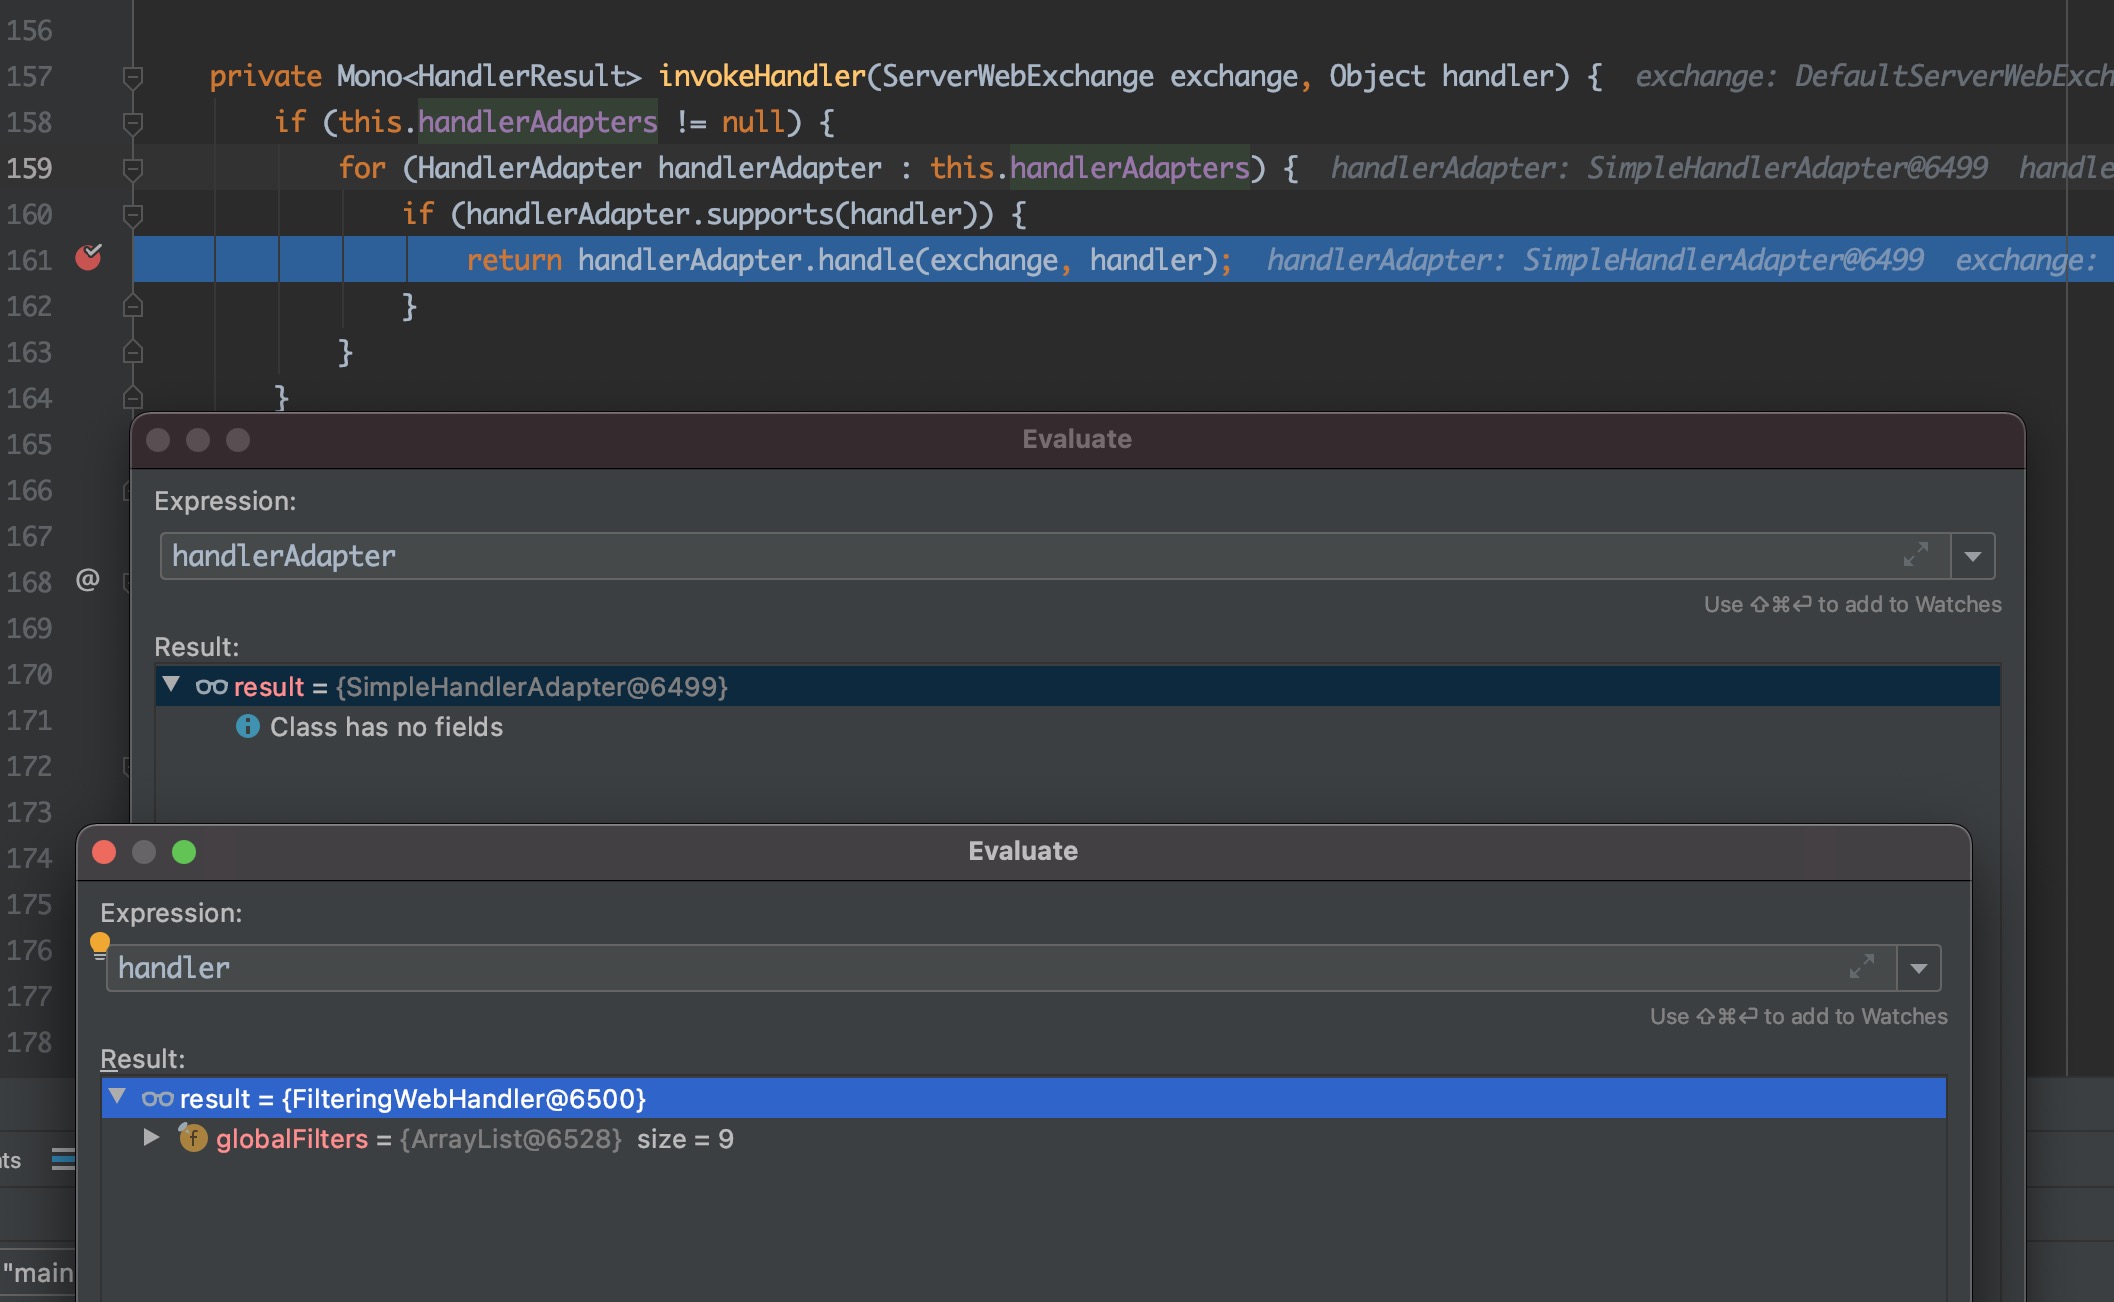 156
157 private Mono<HandlerResult> invokeHandler(ServerWebExchange exchange, Object handler) { exchange: DefaultServerWebExch
158 if (this.handlerAdapters != null) {
159 for (HandlerAdapter handlerAdapter : this.handlerAdapters) { handlerAdapter: SimpleHandlerAdapter@6499 handle
160 if (handlerAdapter.supports(handler)) {
161 return handlerAdapter.handle(exchange, handler); handlerAdapter: SimpleHandlerAdapter@6499 exchange:
162 }
163 }
164 }
165
166
167
168 @
169
170
171
172
173
174
175
176
177
178
Evaluate
Expression:
handlerAdapter
Use ⇧⌘⏎ to add to Watches
Result:
result = {SimpleHandlerAdapter@6499}
Class has no fields
Evaluate
Expression:
handler
Use ⇧⌘⏎ to add to Watches
Result:
result = {FilteringWebHandler@6500}
f globalFilters = {ArrayList@6528} size = 9
ts
"main